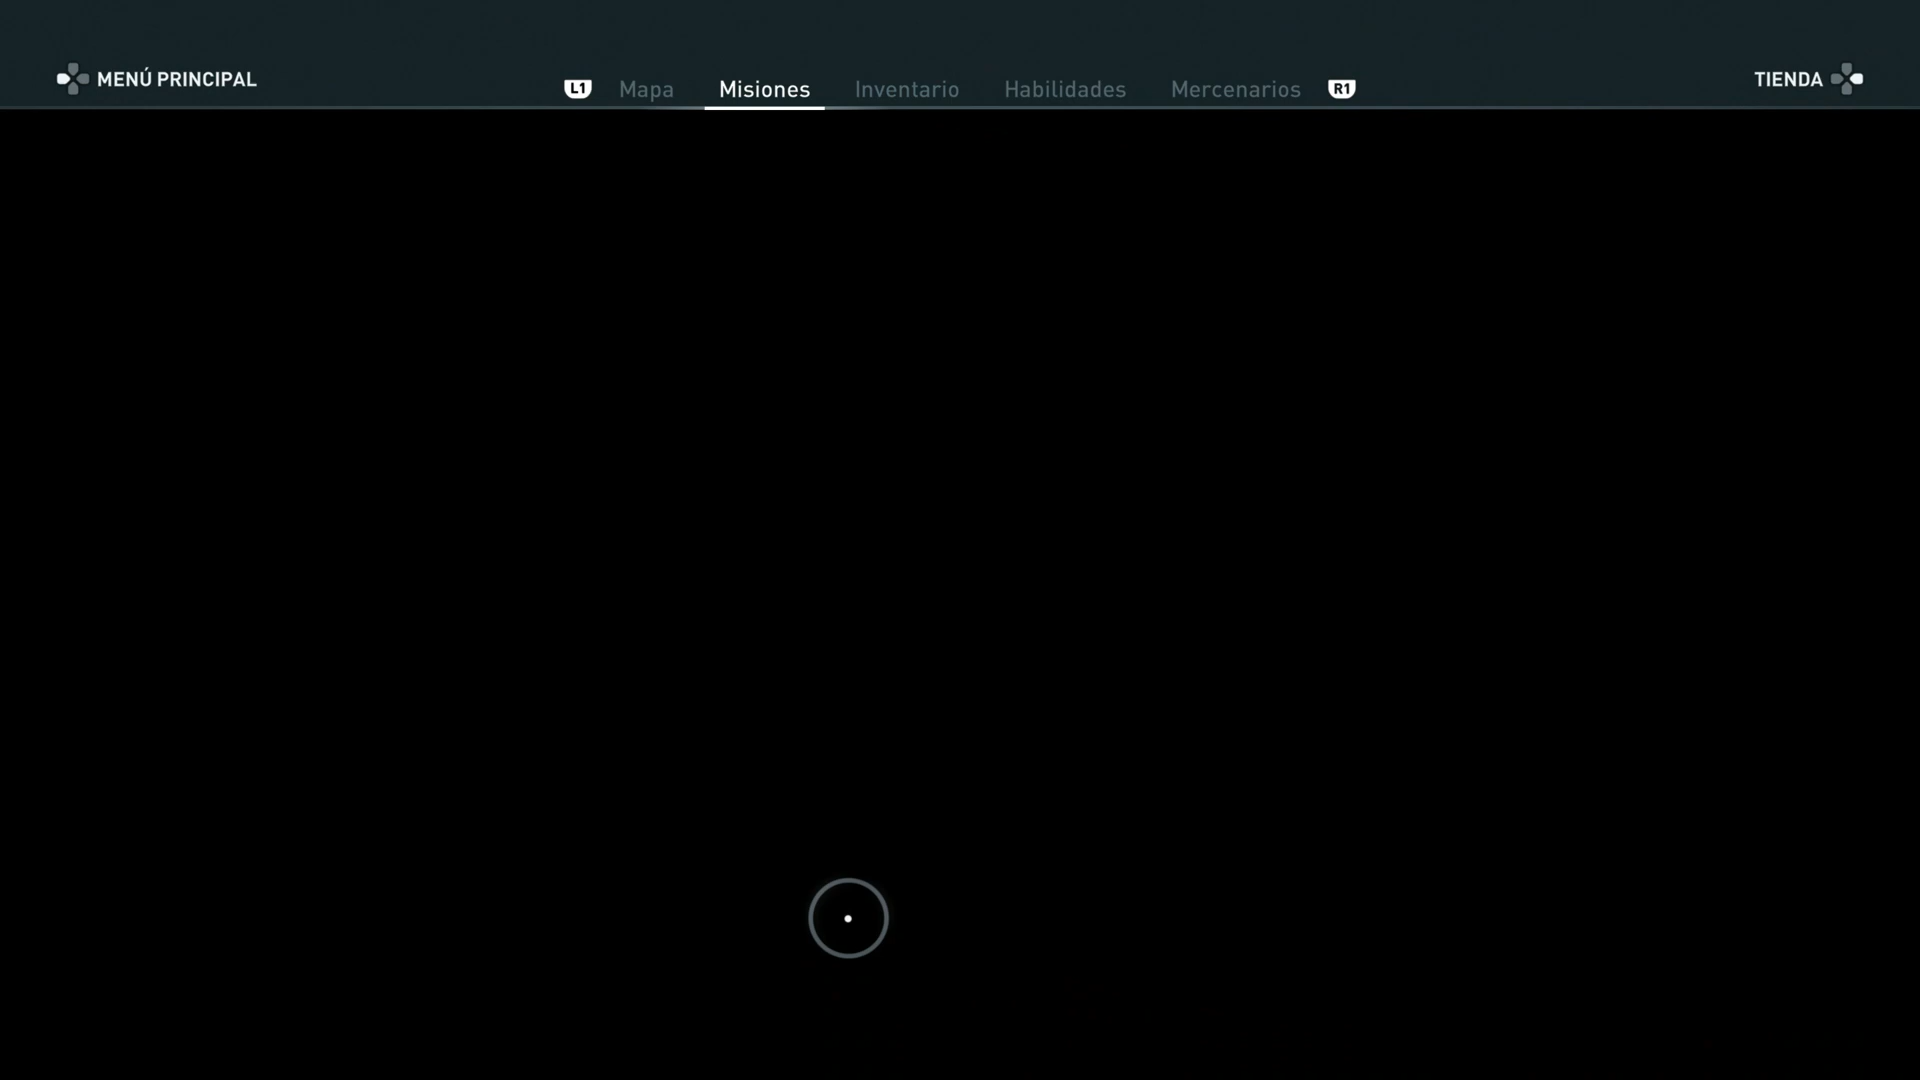 MENÚ PRINCIPAL
L1 Mapa Misiones Inventario Habilidades Mercenarios R1
TIENDA